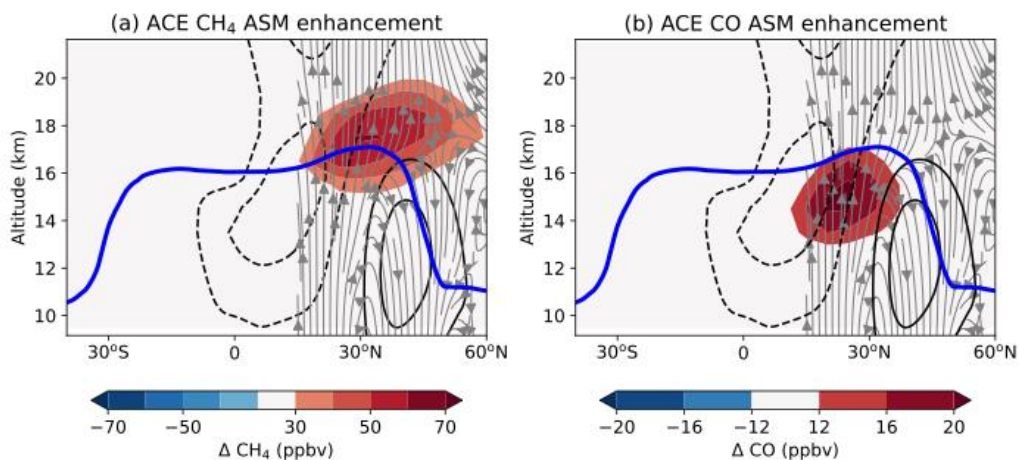 (a) ACE CH₄ ASM enhancement
(b) ACE CO ASM enhancement
Altitude (km)
20
18
16
14
12
10
30°S
0
30°N
60°N
Altitude (km)
20
18
16
14
12
10
30°S
0
30°N
60°N
−70
−50
−30
30
50
70
Δ CH₄ (ppbv)
−20
−16
−12
12
16
20
Δ CO (ppbv)